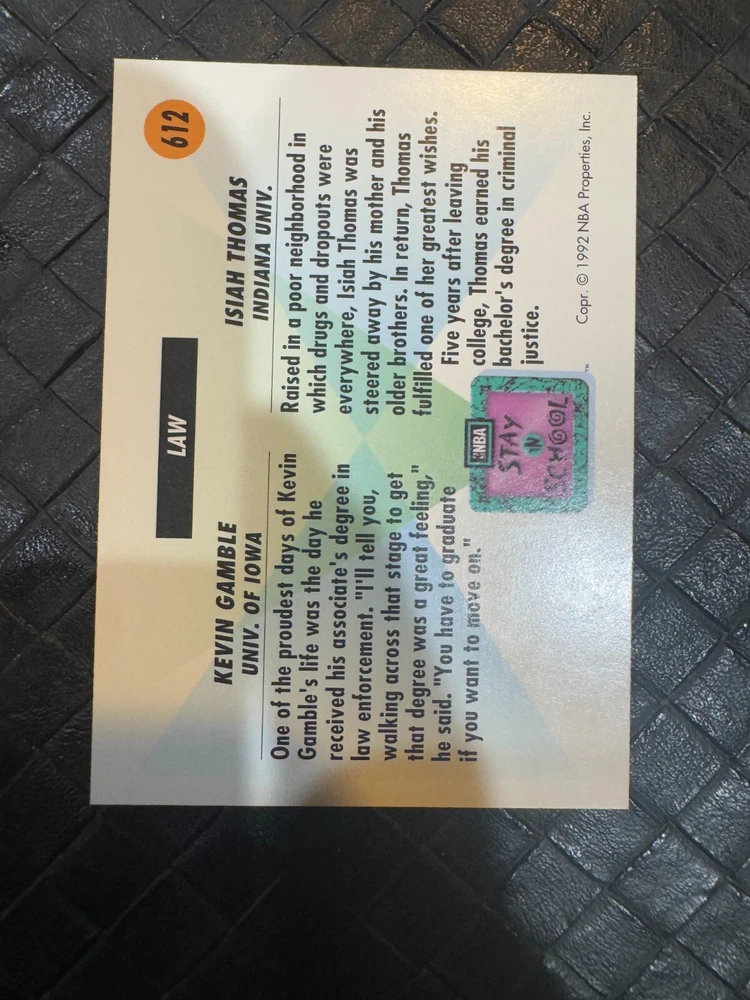 612
LAW
KEVIN GAMBLE
UNIV. OF IOWA
One of the proudest days of Kevin
Gamble's life was the day he
received his associate's degree in
law enforcement. "I'll tell you,
walking across that stage to get
that degree was a great feeling,"
he said. "You have to graduate
if you want to move on."
ISIAH THOMAS
INDIANA UNIV.
Raised in a poor neighborhood in
which drugs and dropouts were
everywhere, Isiah Thomas was
steered away by his mother and his
older brothers. In return, Thomas
fulfilled one of her greatest wishes.
Five years after leaving
college, Thomas earned his
bachelor's degree in criminal
justice.
NBA
STAY
IN
SCHOOL
™
Copr. © 1992 NBA Properties, Inc.